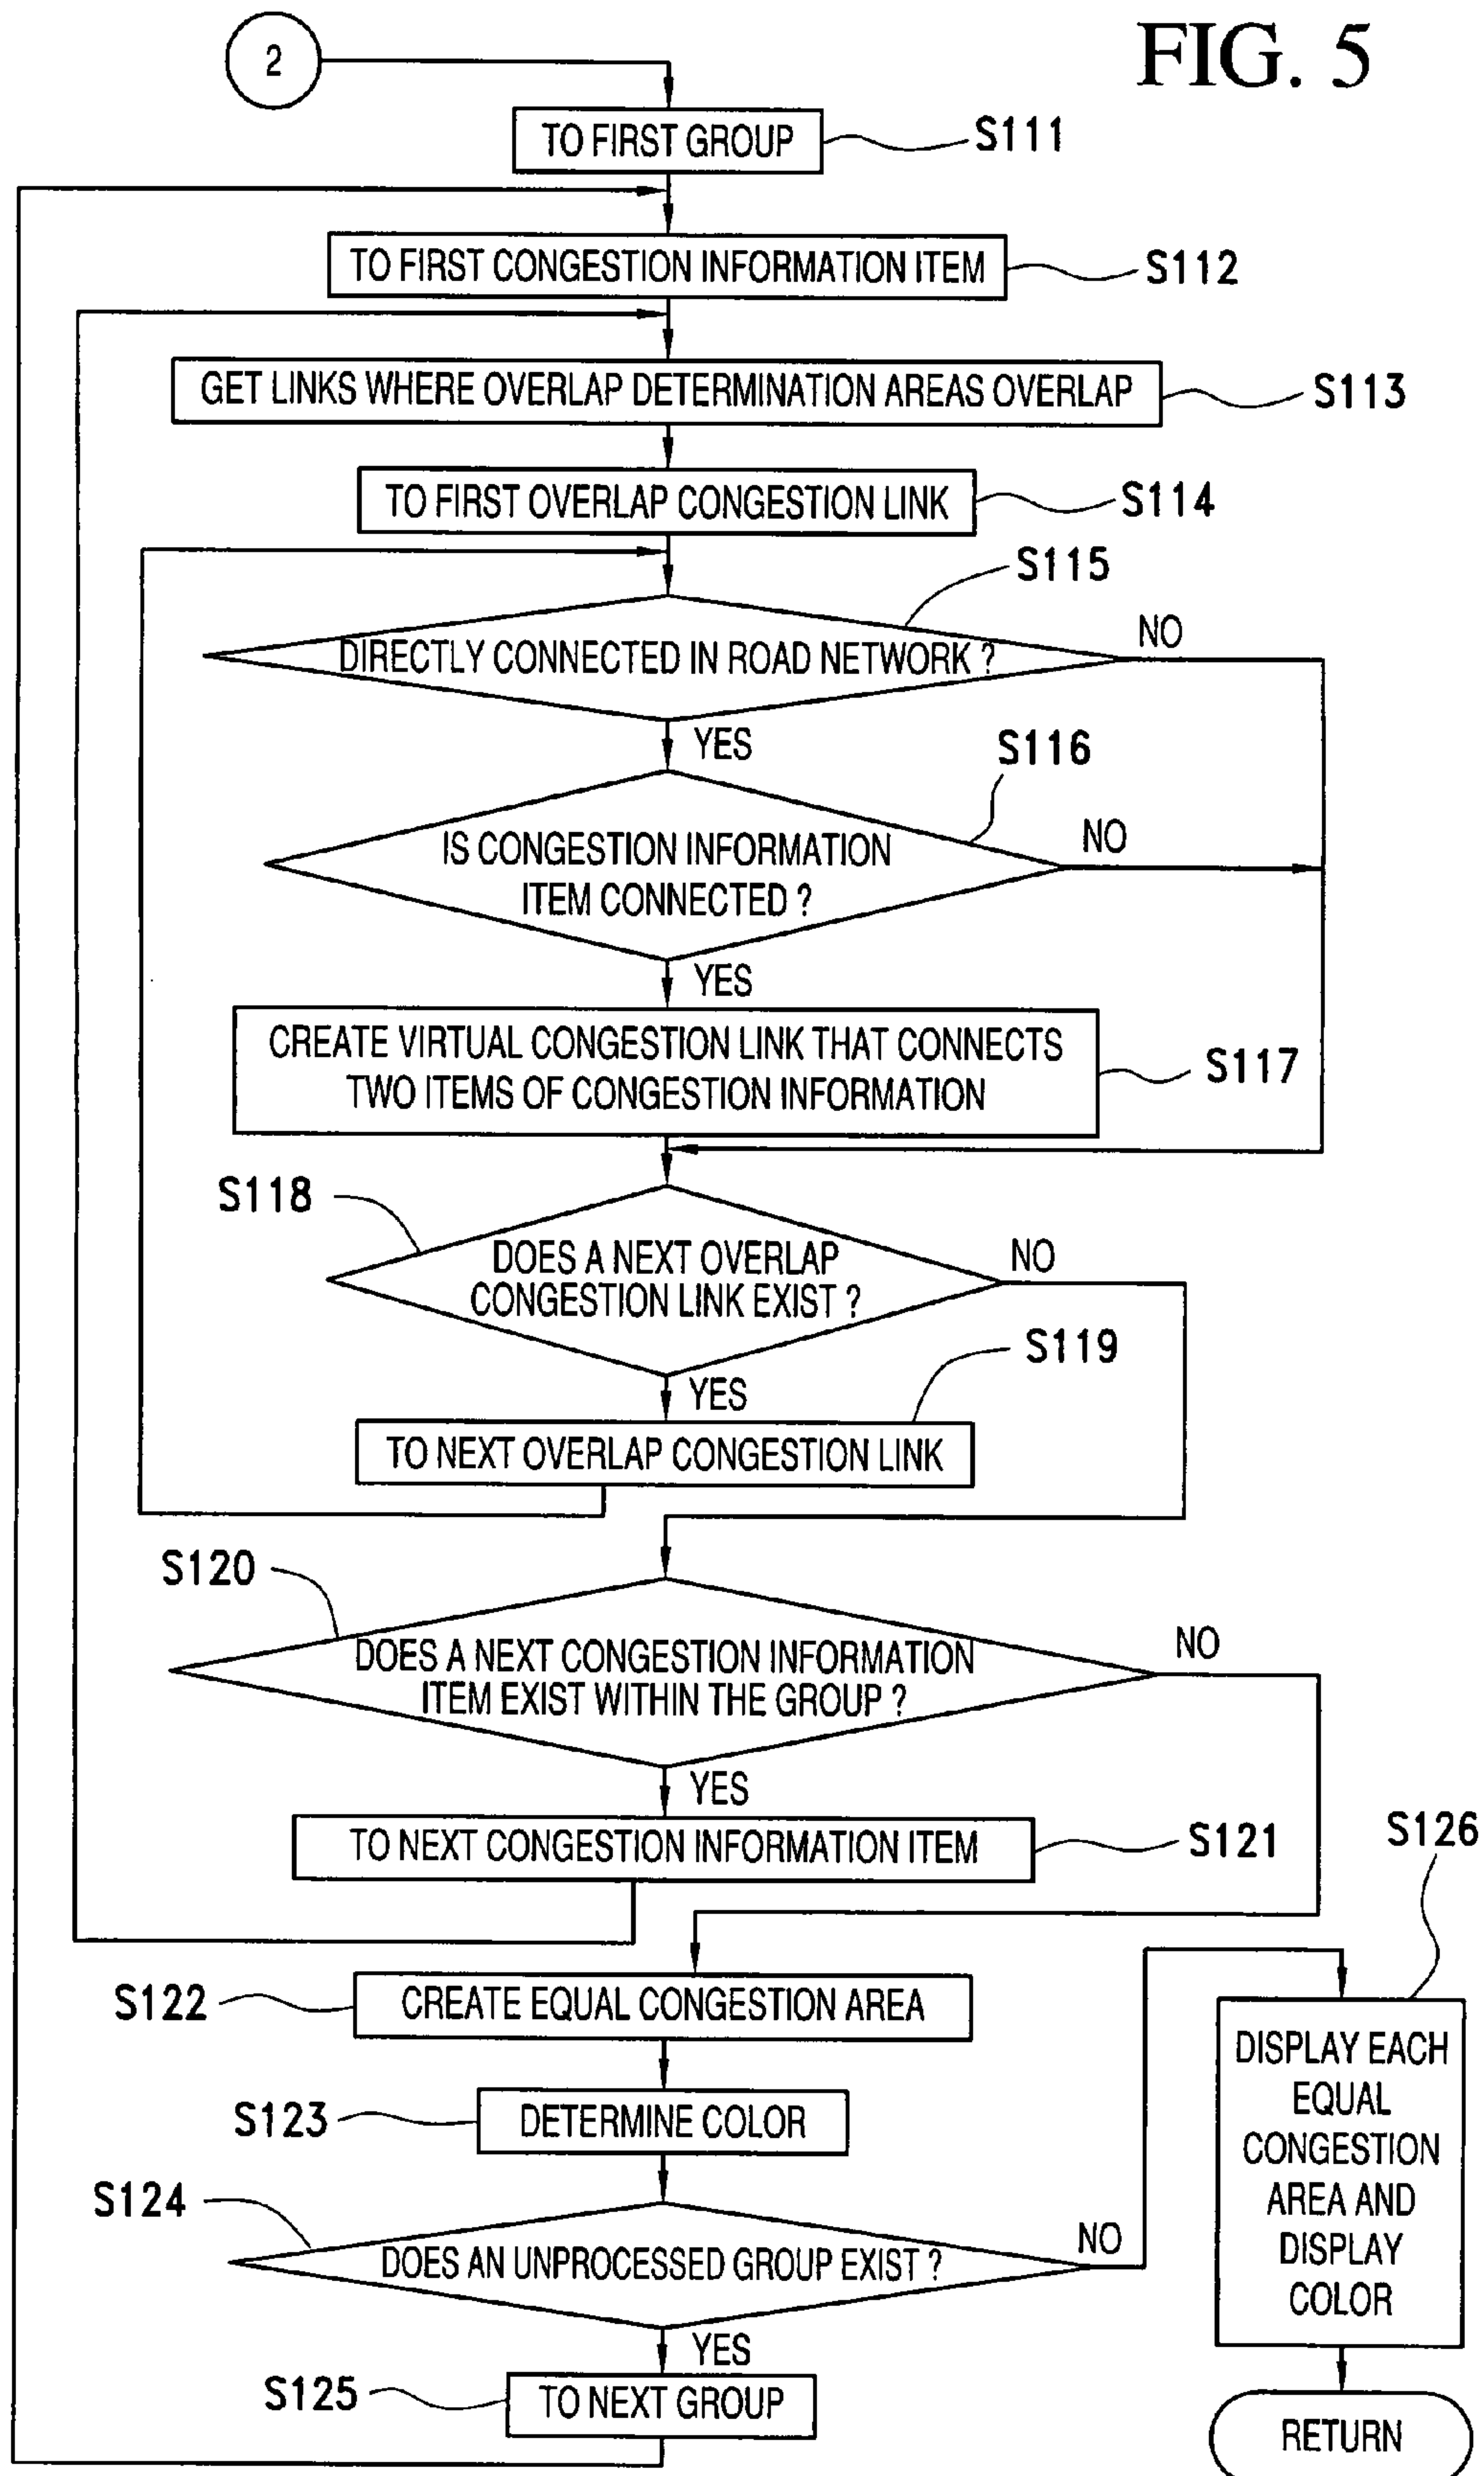 FIG. 5
2
TO FIRST GROUP
S111
TO FIRST CONGESTION INFORMATION ITEM
S112
GET LINKS WHERE OVERLAP DETERMINATION AREAS OVERLAP
S113
TO FIRST OVERLAP CONGESTION LINK
S114
S115
DIRECTLY CONNECTED IN ROAD NETWORK ?
NO
YES
S116
IS CONGESTION INFORMATION
ITEM CONNECTED ?
NO
YES
CREATE VIRTUAL CONGESTION LINK THAT CONNECTS
TWO ITEMS OF CONGESTION INFORMATION
S117
S118
DOES A NEXT OVERLAP
CONGESTION LINK EXIST ?
NO
YES
S119
TO NEXT OVERLAP CONGESTION LINK
S120
DOES A NEXT CONGESTION INFORMATION
ITEM EXIST WITHIN THE GROUP ?
NO
YES
TO NEXT CONGESTION INFORMATION ITEM
S121
S122
CREATE EQUAL CONGESTION AREA
S123
DETERMINE COLOR
S124
DOES AN UNPROCESSED GROUP EXIST ?
NO
YES
S125
TO NEXT GROUP
S126
DISPLAY EACH
EQUAL
CONGESTION
AREA AND
DISPLAY
COLOR
RETURN